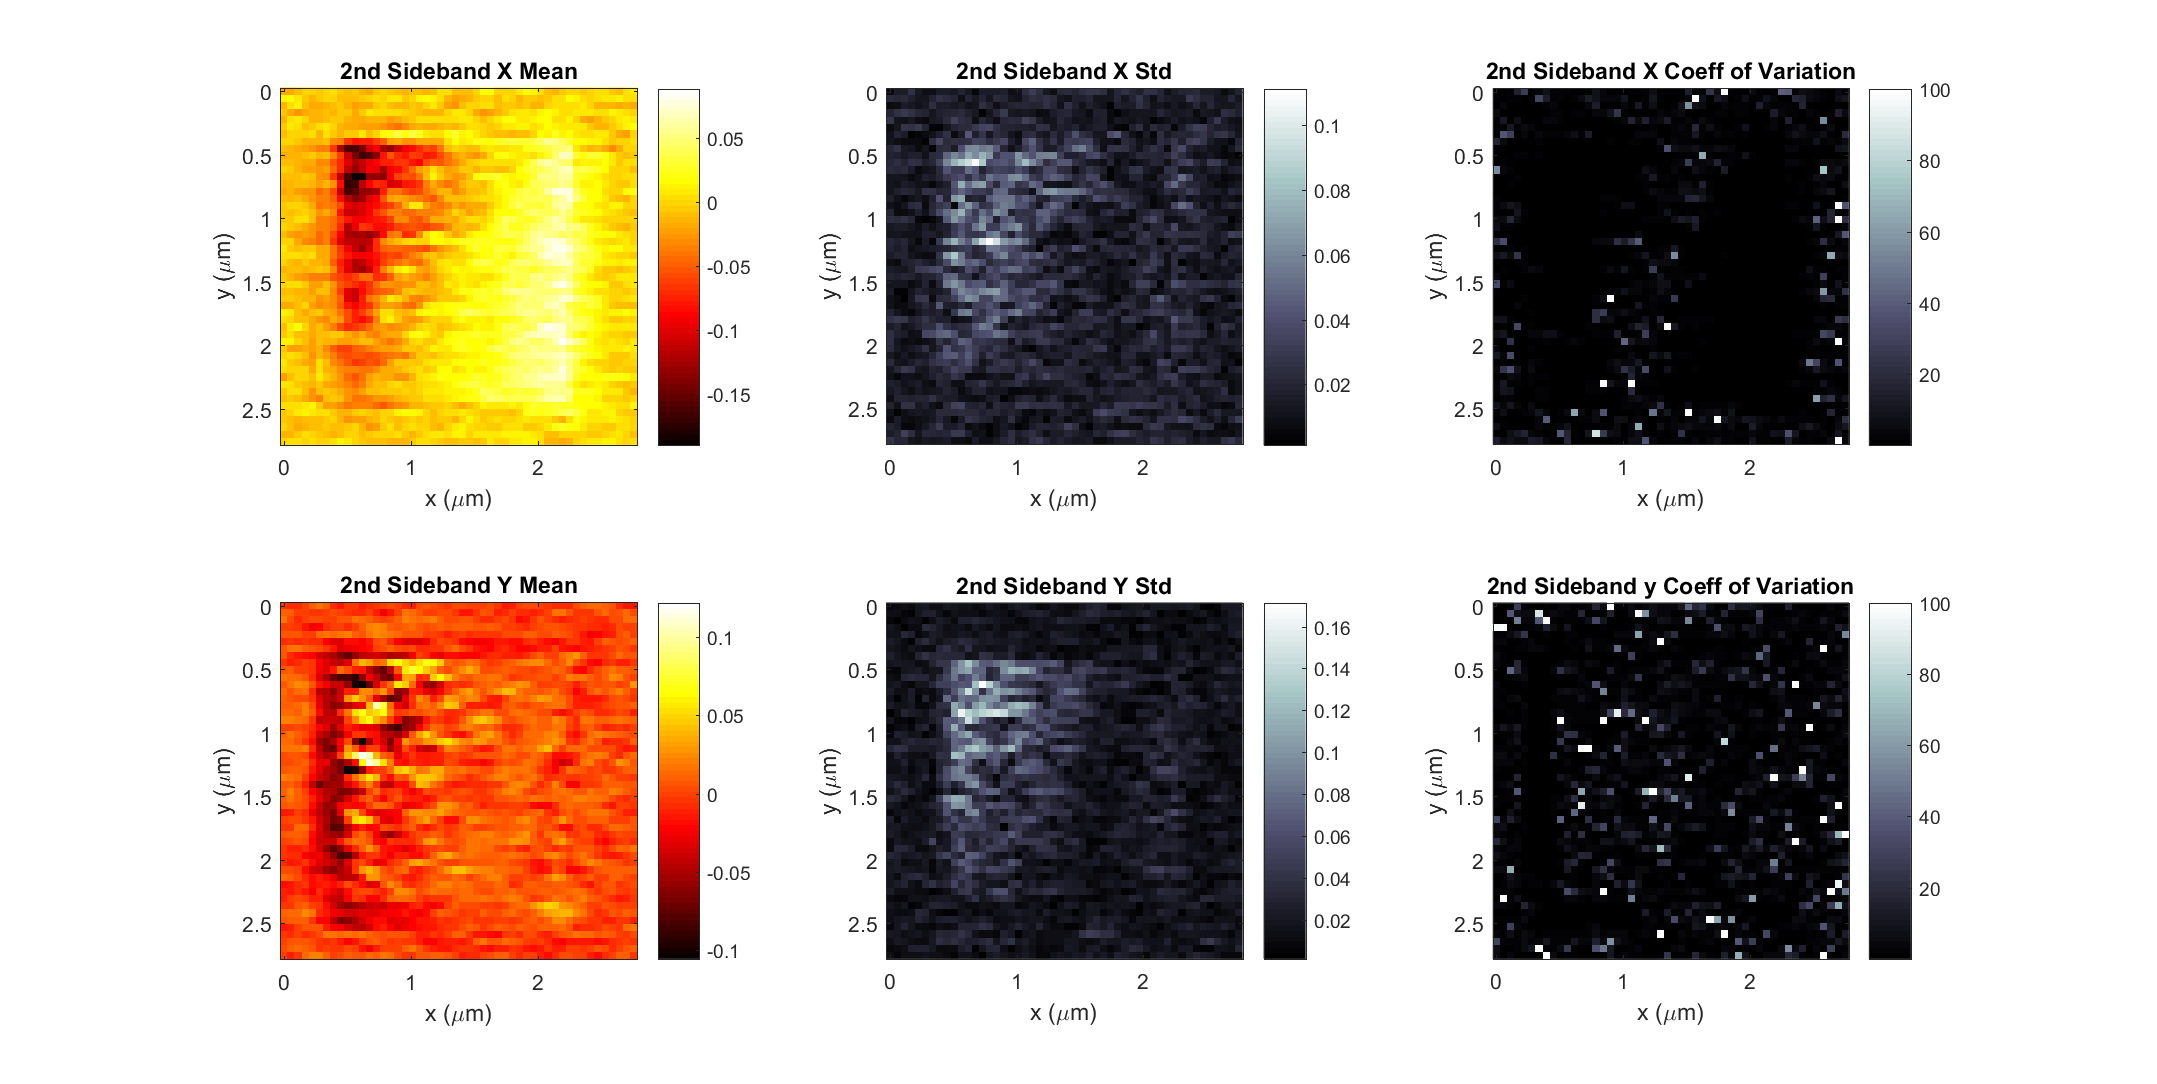 2nd Sideband X Mean
0
0.5
1
1.5
2
2.5
y (μm)
0 1 2
x (μm)
0.05
0
-0.05
-0.1
-0.15
2nd Sideband X Std
0
0.5
1
1.5
2
2.5
y (μm)
0 1 2
x (μm)
0.1
0.08
0.06
0.04
0.02
2nd Sideband X Coeff of Variation
0
0.5
1
1.5
2
2.5
y (μm)
0 1 2
x (μm)
100
80
60
40
20
2nd Sideband Y Mean
0
0.5
1
1.5
2
2.5
y (μm)
0 1 2
x (μm)
0.1
0.05
0
-0.05
-0.1
2nd Sideband Y Std
0
0.5
1
1.5
2
2.5
y (μm)
0 1 2
x (μm)
0.16
0.14
0.12
0.1
0.08
0.06
0.04
0.02
2nd Sideband y Coeff of Variation
0
0.5
1
1.5
2
2.5
y (μm)
0 1 2
x (μm)
100
80
60
40
20